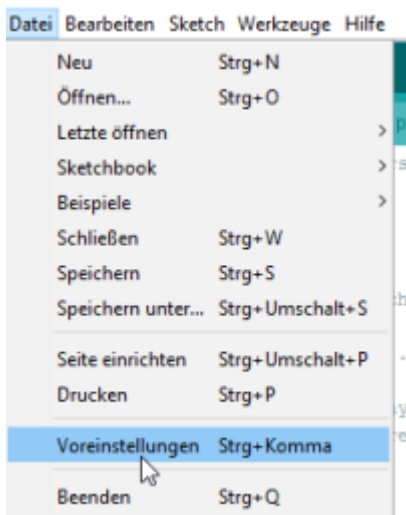 Datei Bearbeiten Sketch Werkzeuge Hilfe
Neu Strg+N
Öffnen... Strg+O
Letzte öffnen >
Sketchbook >
Beispiele >
Schließen Strg+W
Speichern Strg+S
Speichern unter... Strg+Umschalt+S
Seite einrichten Strg+Umschalt+P
Drucken Strg+P
Voreinstellungen Strg+Komma
Beenden Strg+Q